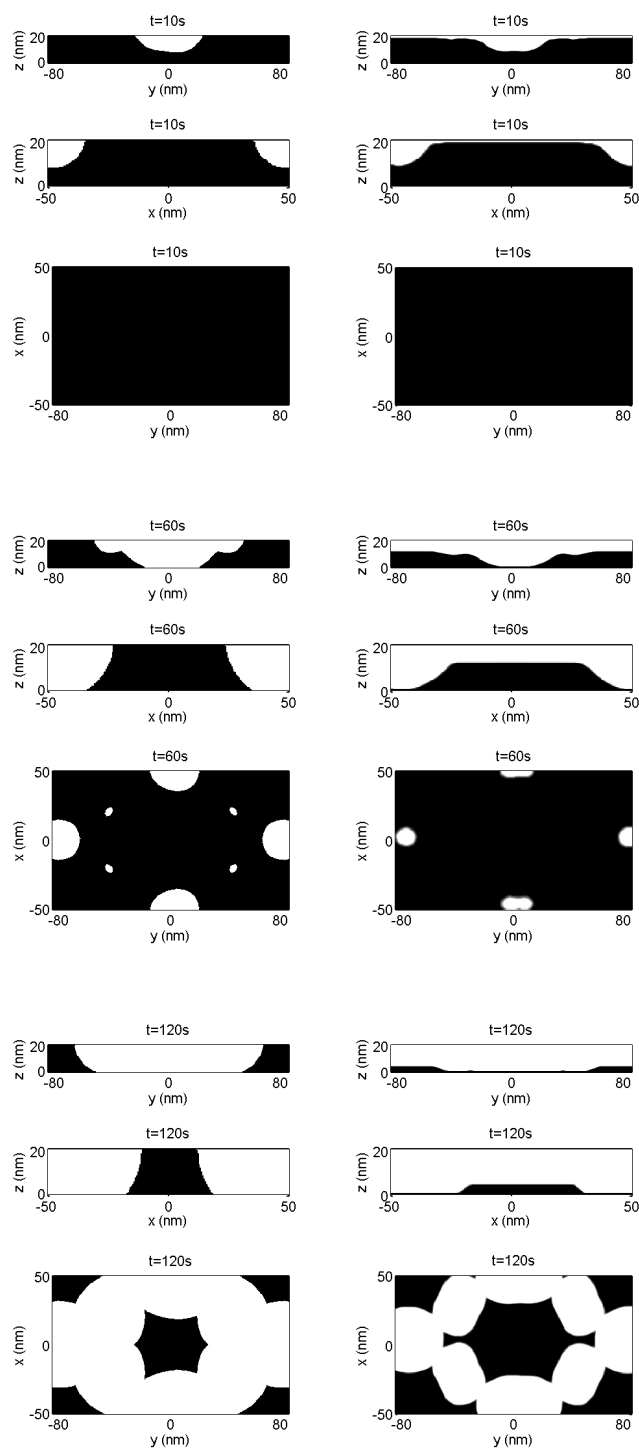 t=10s t=10s
20 20
z (nm) z (nm)
0 0
-80 0 80 -80 0 80
y (nm) y (nm)
t=10s t=10s
20 20
z (nm) z (nm)
0 0
-50 0 50 -50 0 50
x (nm) x (nm)
t=10s t=10s
50 50
x (nm) x (nm)
0 0
-50 -50
-80 0 80 -80 0 80
y (nm) y (nm)
t=60s t=60s
20 20
z (nm) z (nm)
0 0
-80 0 80 -80 0 80
y (nm) y (nm)
t=60s t=60s
20 20
z (nm) z (nm)
0 0
-50 0 50 -50 0 50
x (nm) x (nm)
t=60s t=60s
50 50
x (nm) x (nm)
0 0
-50 -50
-80 0 80 -80 0 80
y (nm) y (nm)
t=120s t=120s
20 20
z (nm) z (nm)
0 0
-80 0 80 -80 0 80
y (nm) y (nm)
t=120s t=120s
20 20
z (nm) z (nm)
0 0
-50 0 50 -50 0 50
x (nm) x (nm)
t=120s t=120s
50 50
x (nm) x (nm)
0 0
-50 -50
-80 0 80 -80 0 80
y (nm) y (nm)